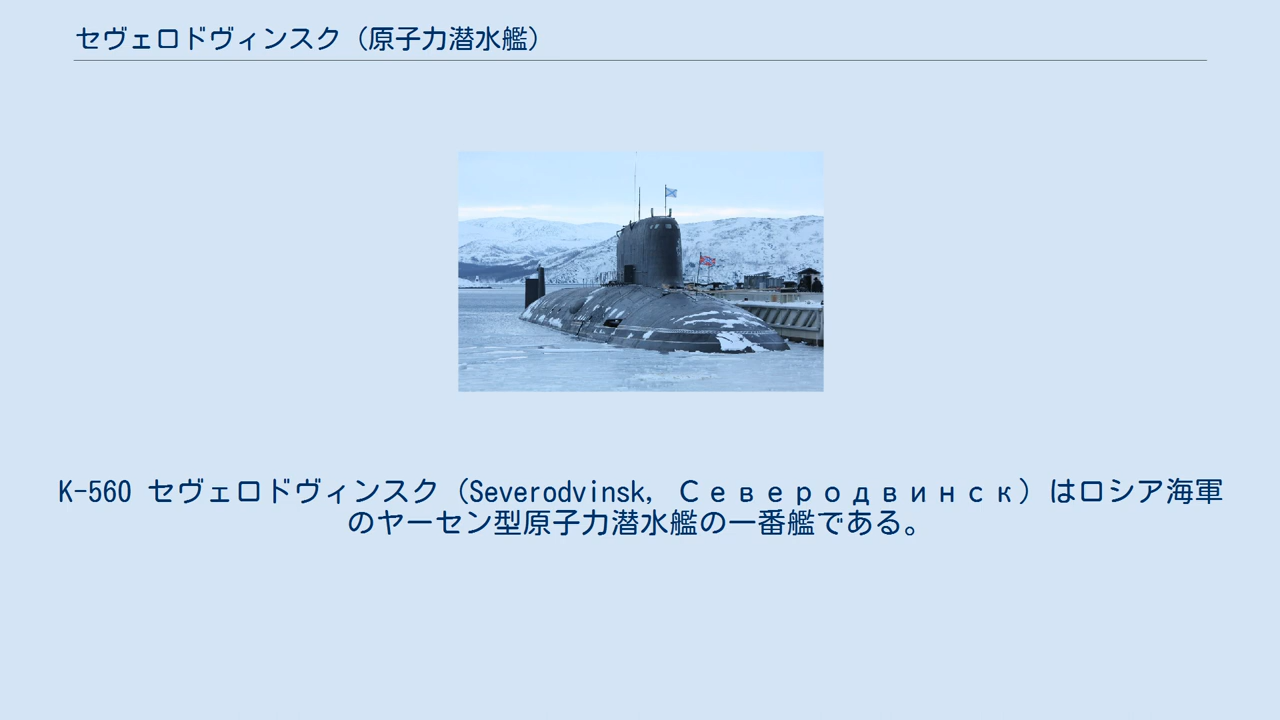 セヴェロドヴィンスク（原子力潜水艦）
K-560 セヴェロドヴィンスク（Severodvinsk, Северодвинск）はロシア海軍
のヤーセン型原子力潜水艦の一番艦である。